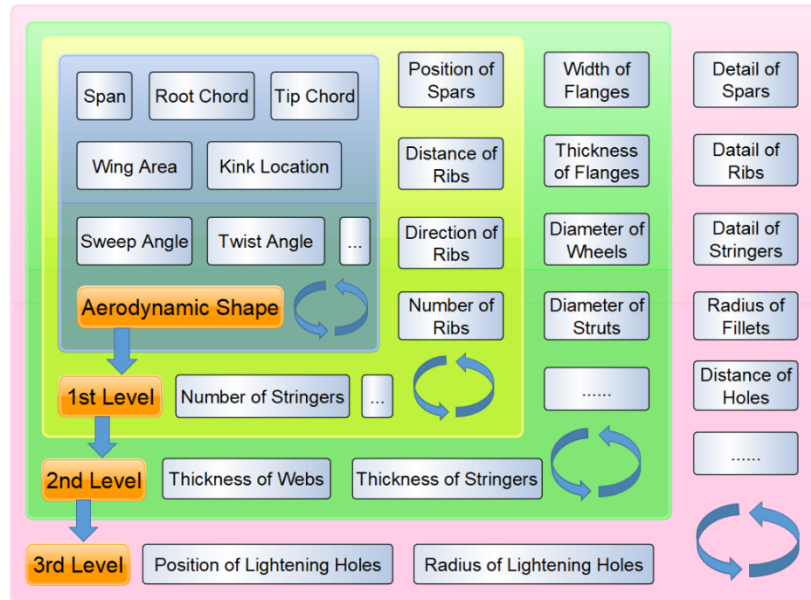 Span
Root Chord
Tip Chord
Position of
Spars
Width of
Flanges
Detail of
Spars
Wing Area
Kink Location
Distance of
Ribs
Thickness
of Flanges
Datail of
Ribs
Sweep Angle
Twist Angle
...
Direction of
Ribs
Diameter of
Wheels
Datail of
Stringers
Aerodynamic Shape
Number of
Ribs
Diameter of
Struts
Radius of
Fillets
1st Level
Number of Stringers
...
......
Distance of
Holes
2nd Level
Thickness of Webs
Thickness of Stringers
......
3rd Level
Position of Lightening Holes
Radius of Lightening Holes